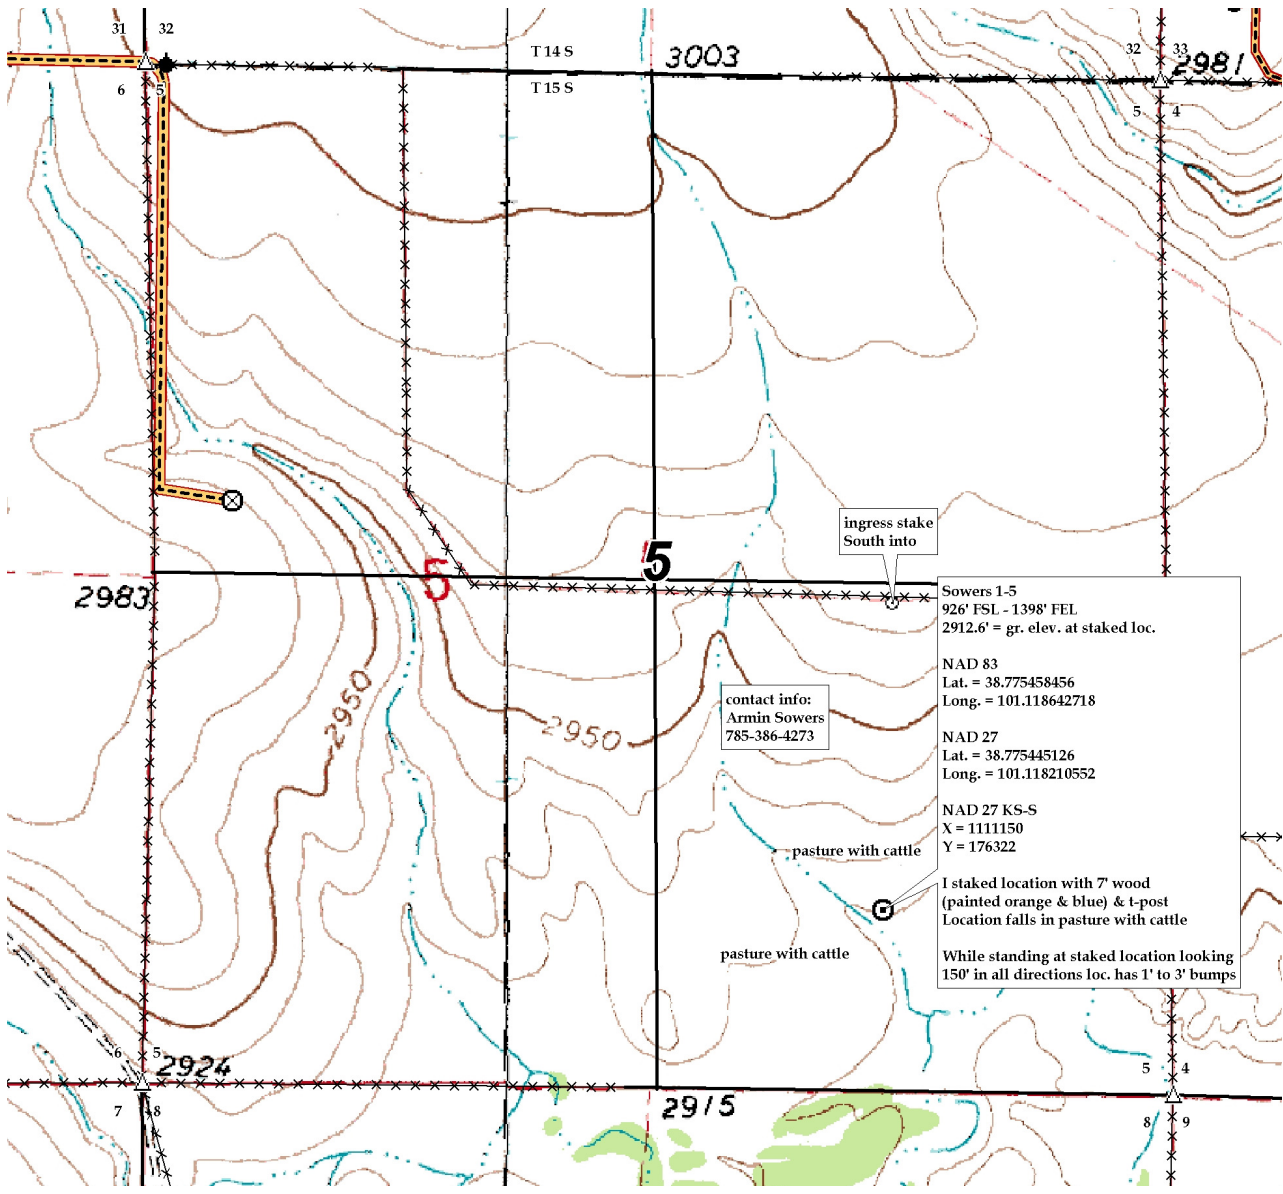 31 32
T 14 S
3003
32 33
2981
6 5
T 15 S
5 4
ingress stake
South into
5
5
2983
Sowers 1-5
926' FSL - 1398' FEL
2912.6' = gr. elev. at staked loc.
NAD 83
Lat. = 38.775458456
Long. = 101.118642718
NAD 27
Lat. = 38.775445126
Long. = 101.118210552
NAD 27 KS-S
X = 1111150
Y = 176322
I staked location with 7' wood
(painted orange & blue) & t-post
Location falls in pasture with cattle
While standing at staked location looking
150' in all directions loc. has 1' to 3' bumps
contact info:
Armin Sowers
785-386-4273
2950
2950
pasture with cattle
pasture with cattle
6 5
2924
5 4
7 8
2915
8 9